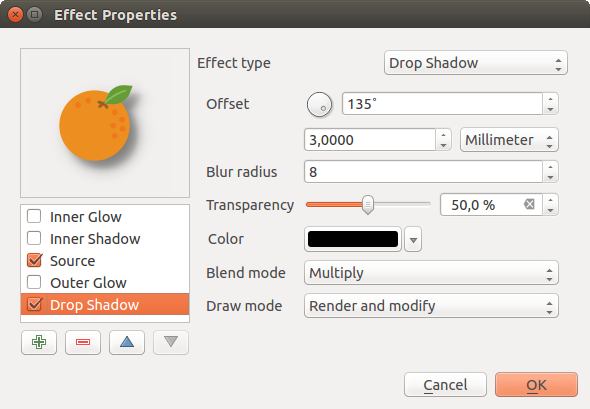 Effect Properties
Effect type
Drop Shadow
Offset
135°
3,0000
Millimeter
Blur radius
8
Transparency
50,0 %
Color
Blend mode
Multiply
Draw mode
Render and modify
Inner Glow
Inner Shadow
Source
Outer Glow
Drop Shadow
Cancel
OK